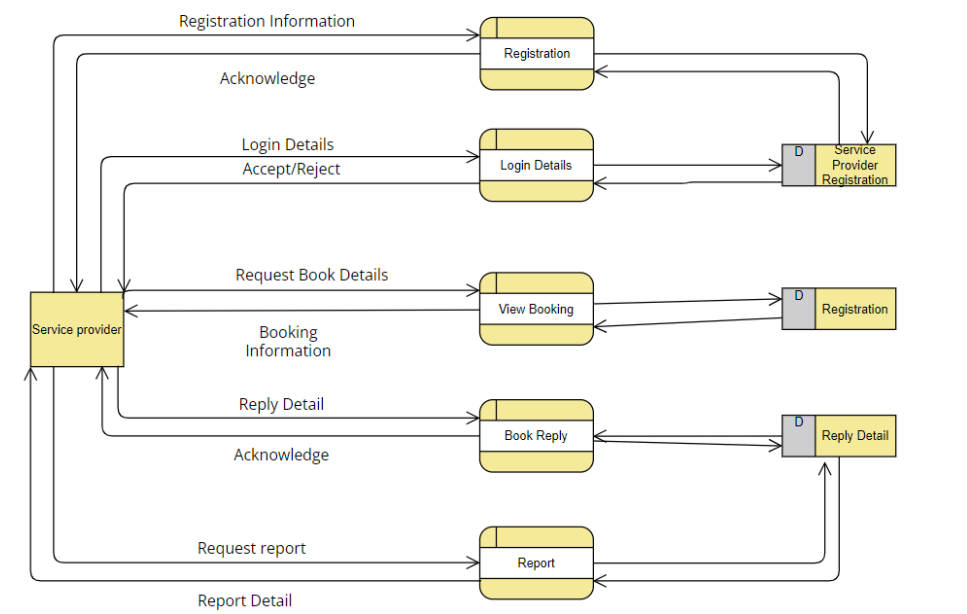 Registration Information
Registration
Acknowledge
Login Details
Accept/Reject
Login Details
D
Service
Provider
Registration
Request Book Details
Service provider
View Booking
D
Registration
Booking
Information
Reply Detail
Book Reply
D
Reply Detail
Acknowledge
Request report
Report
Report Detail